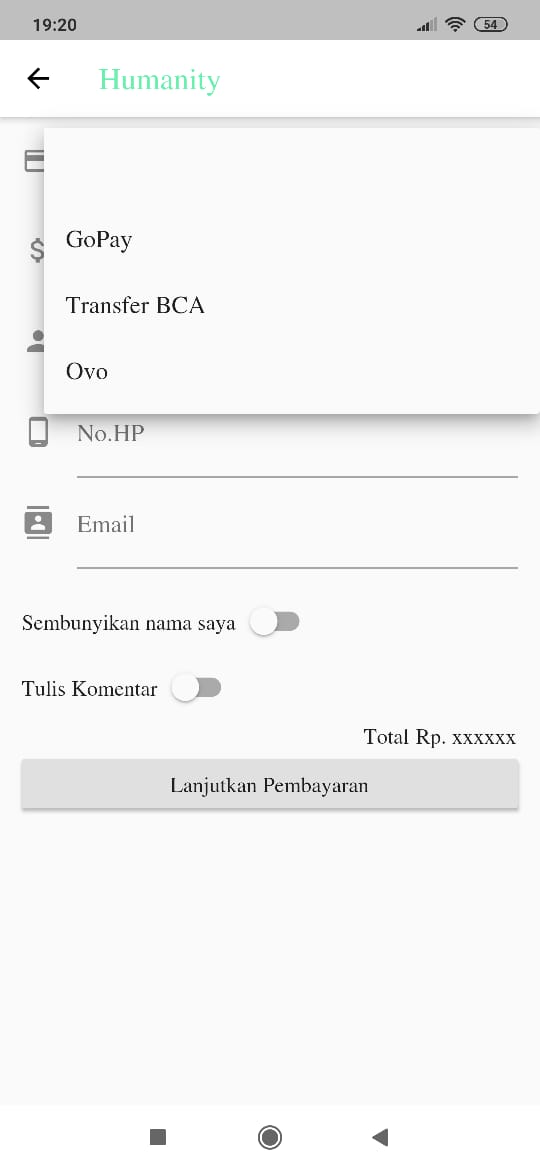 19:20
54
Humanity
GoPay
Transfer BCA
Ovo
No.HP
Email
Sembunyikan nama saya
Tulis Komentar
Total Rp. xxxxxx
Lanjutkan Pembayaran